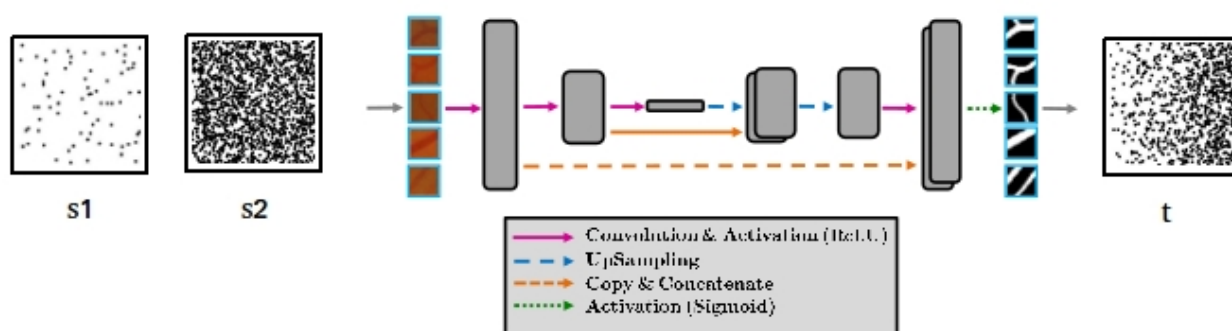 s1
s2
t
Convolution & Activation (ReLU)
UpSampling
Copy & Concatenate
Activation (Sigmoid)